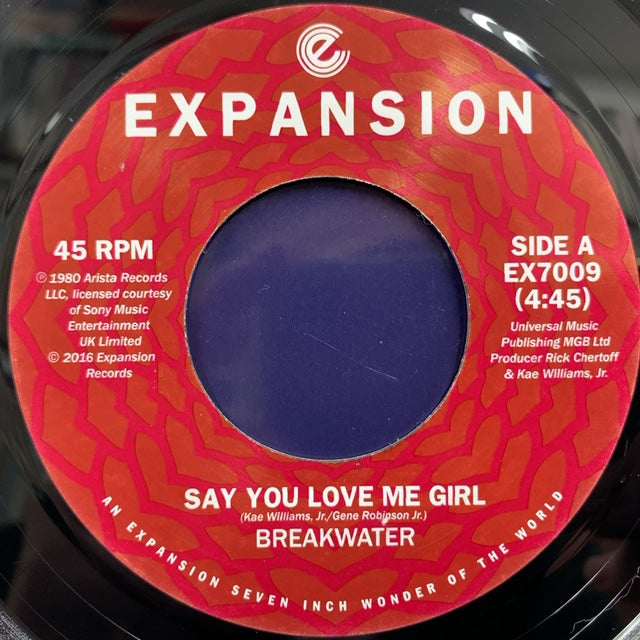 e
EXPANSION
45 RPM
℗ 1980 Arista Records
LLC, licensed courtesy
of Sony Music
Entertainment
UK Limited
© 2016 Expansion
Records
SIDE A
EX7009
(4:45)
Universal Music
Publishing MGB Ltd
Producer Rick Chertoff
& Kae Williams, Jr.
SAY YOU LOVE ME GIRL
(Kae Williams, Jr./Gene Robinson Jr.)
BREAKWATER
AN EXPANSION SEVEN INCH WONDER OF THE WORLD